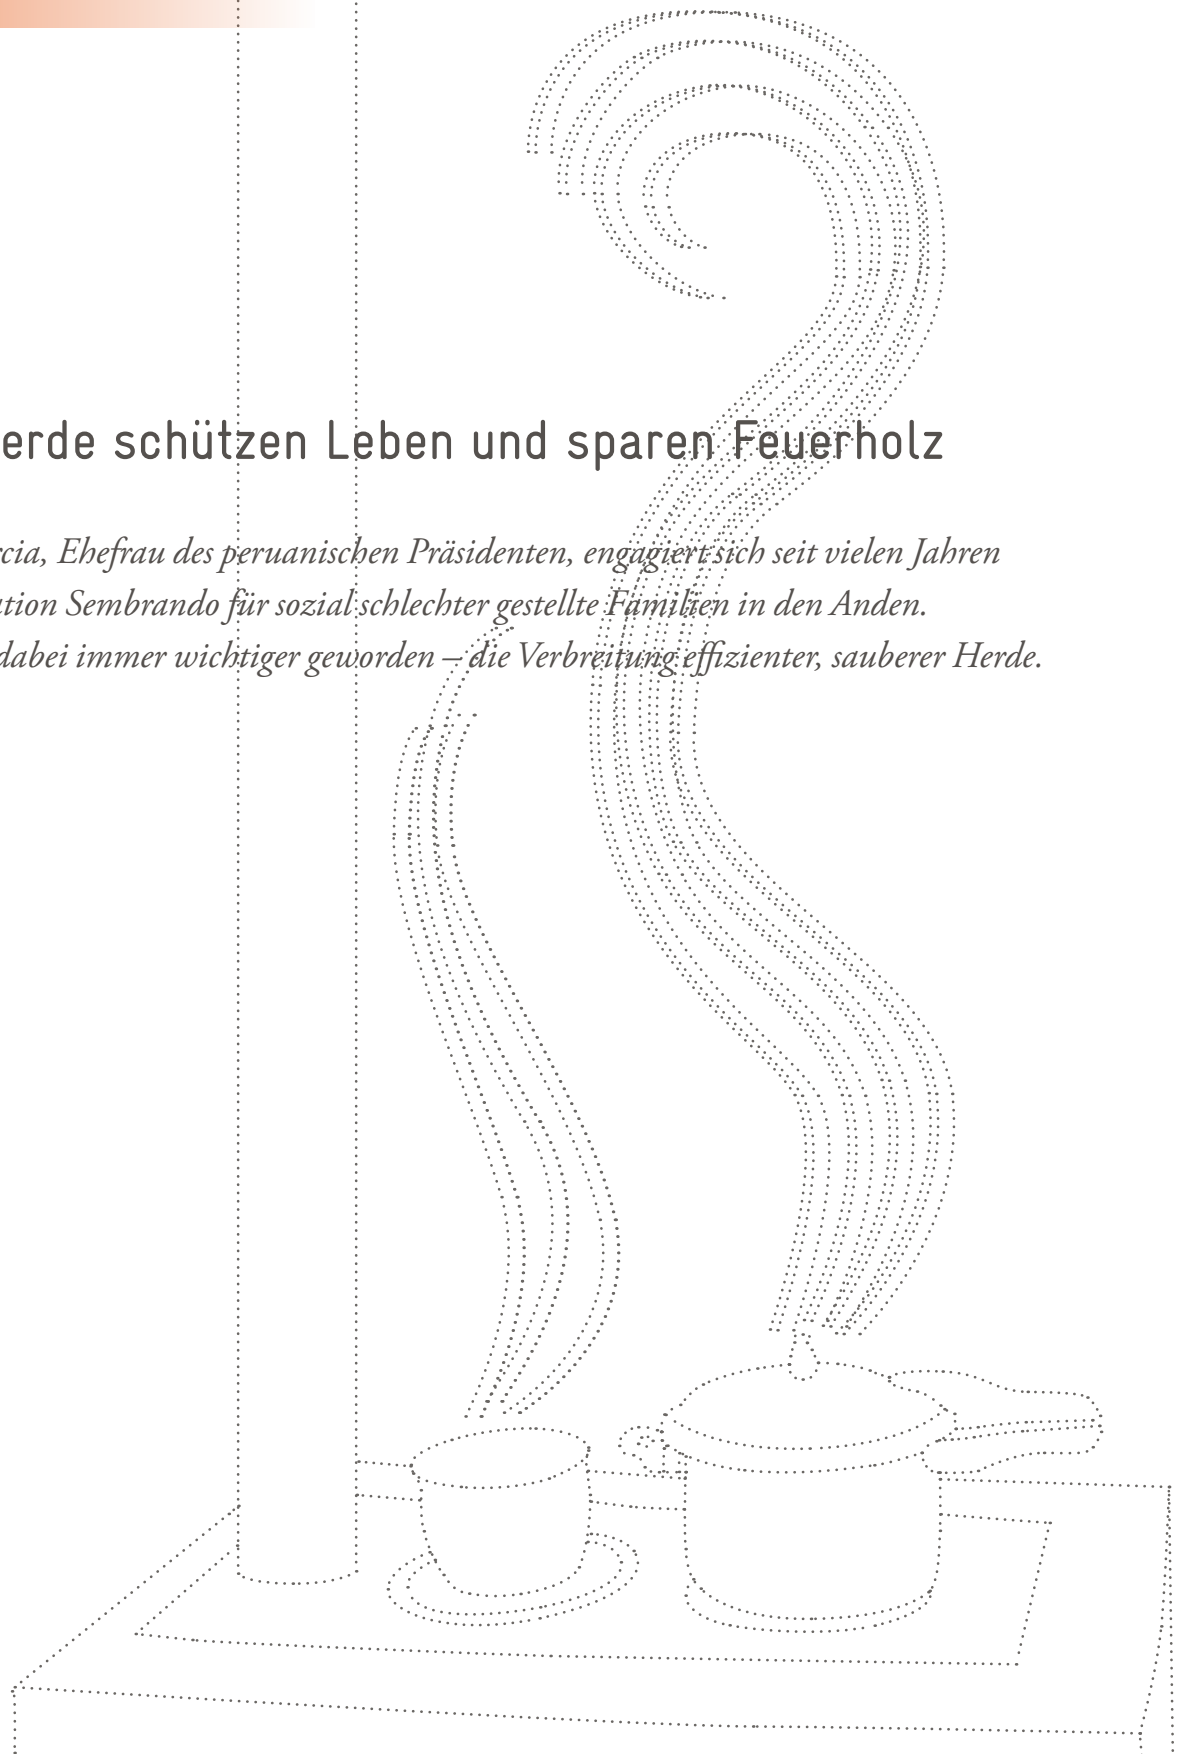 erde schützen Leben und sparen Feuerholz
rcia, Ehefrau des peruanischen Präsidenten, engagiert sich seit vielen Jahren
ation Sembrando für sozial schlechter gestellte Familien in den Anden.
dabei immer wichtiger geworden – die Verbreitung effizienter, sauberer Herde.